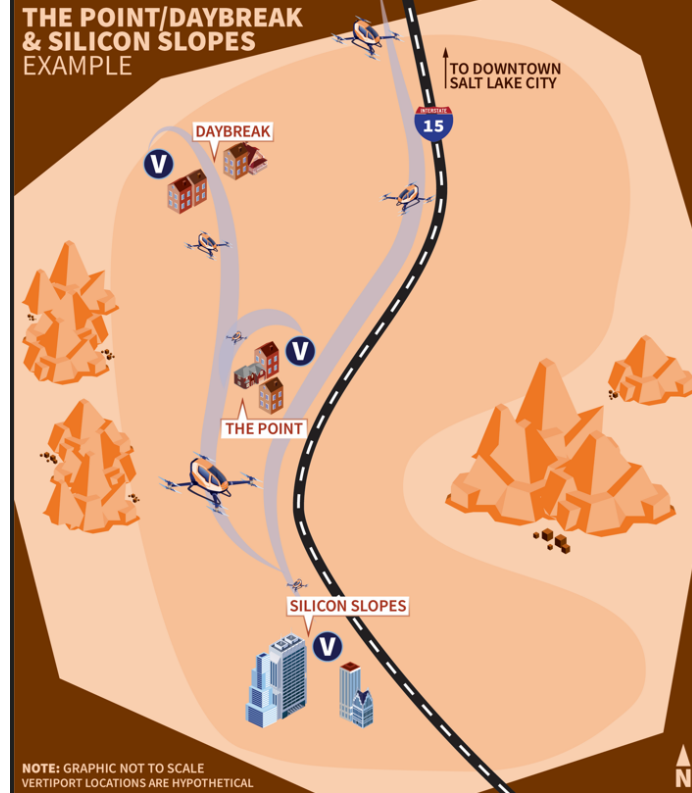 THE POINT/DAYBREAK
& SILICON SLOPES
EXAMPLE
TO DOWNTOWN
SALT LAKE CITY
INTERSTATE
15
DAYBREAK
V
V
THE POINT
SILICON SLOPES
V
NOTE: GRAPHIC NOT TO SCALE
VERTIPORT LOCATIONS ARE HYPOTHETICAL
N